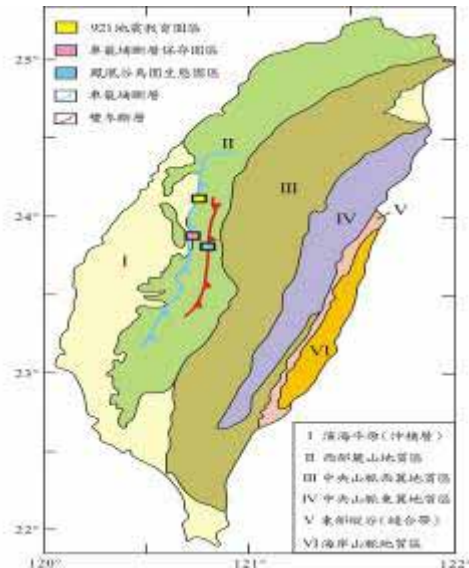 921地震教育園區
車籠埔斷層保存園區
鳳凰谷鳥園生態園區
車籠埔斷層
雙冬斷層
25°
24°
23°
22°
120°
121°
122°
I
II
III
IV
V
VI
I 濱海平原(沖積層)
II 西部麓山地質區
III 中央山脈西翼地質區
IV 中央山脈東翼地質區
V 東部縱谷(縫合帶)
VI 海岸山脈地質區